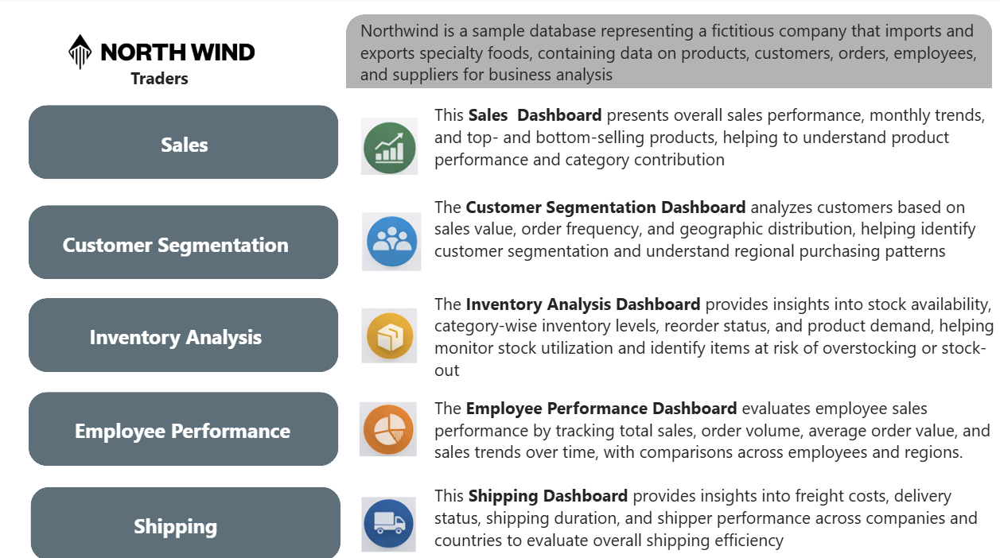 NORTH WIND
Traders
Northwind is a sample database representing a fictitious company that imports and
exports specialty foods, containing data on products, customers, orders, employees,
and suppliers for business analysis
Sales
This Sales  Dashboard presents overall sales performance, monthly trends,
and top- and bottom-selling products, helping to understand product
performance and category contribution
Customer Segmentation
The Customer Segmentation Dashboard analyzes customers based on
sales value, order frequency, and geographic distribution, helping identify
customer segmentation and understand regional purchasing patterns
Inventory Analysis
The Inventory Analysis Dashboard provides insights into stock availability,
category-wise inventory levels, reorder status, and product demand, helping
monitor stock utilization and identify items at risk of overstocking or stock-
out
Employee Performance
The Employee Performance Dashboard evaluates employee sales
performance by tracking total sales, order volume, average order value, and
sales trends over time, with comparisons across employees and regions.
Shipping
This Shipping Dashboard provides insights into freight costs, delivery
status, shipping duration, and shipper performance across companies and
countries to evaluate overall shipping efficiency